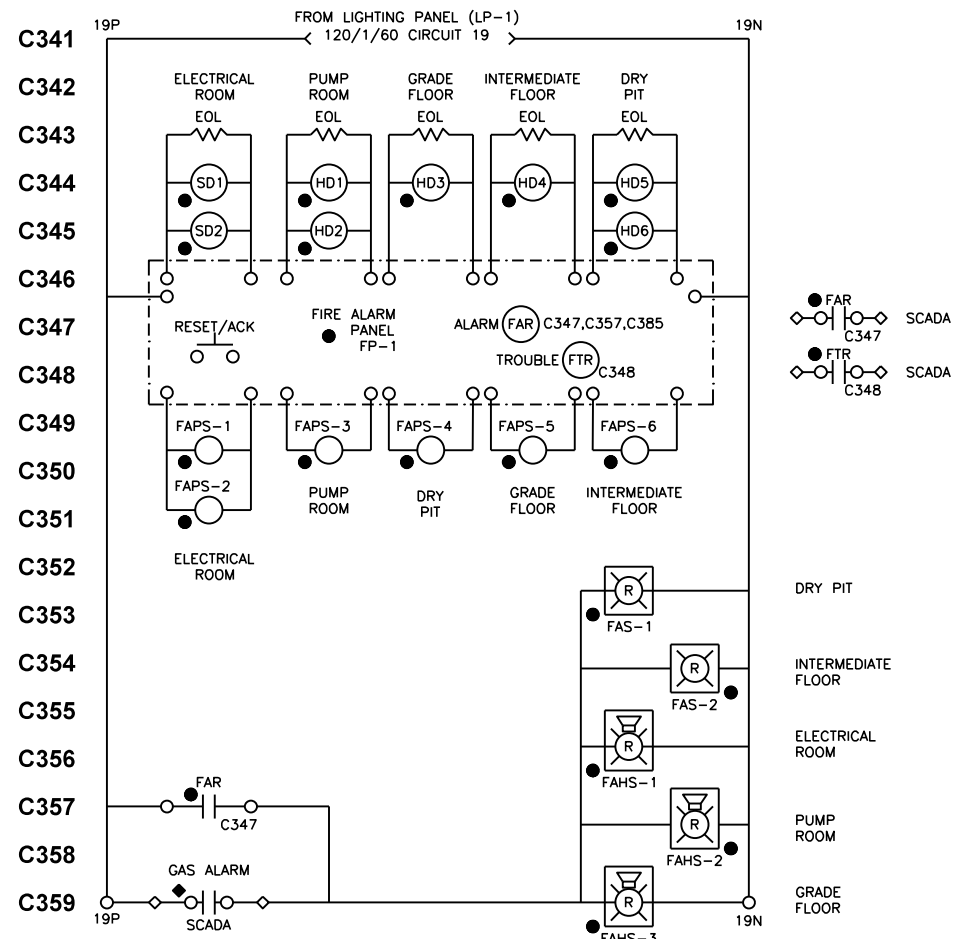 FROM LIGHTING PANEL (LP-1)
19P
19N
C341
120/1/60 CIRCUIT 19
C342
ELECTRICAL
ROOM
PUMP
ROOM
GRADE
FLOOR
INTERMEDIATE
FLOOR
DRY
PIT
C343
EOL
EOL
EOL
EOL
EOL
C344
SD1
HD1
HD3
HD4
HD5
C345
SD2
HD2
HD6
C346
C347
RESET/ACK
FIRE ALARM
PANEL
FP-1
ALARM
FAR
C347,C357,C385
FAR
C347
SCADA
C348
TROUBLE
FTR
C348
FTR
C348
SCADA
C349
FAPS-1
FAPS-3
FAPS-4
FAPS-5
FAPS-6
C350
FAPS-2
PUMP
ROOM
DRY
PIT
GRADE
FLOOR
INTERMEDIATE
FLOOR
C351
C352
ELECTRICAL
ROOM
C353
R
FAS-1
DRY PIT
C354
R
FAS-2
INTERMEDIATE
FLOOR
C355
C356
R
FAHS-1
ELECTRICAL
ROOM
C357
FAR
C347
R
FAHS-2
PUMP
ROOM
C358
GAS ALARM
C359
19P
SCADA
R
FAHS-3
19N
GRADE
FLOOR